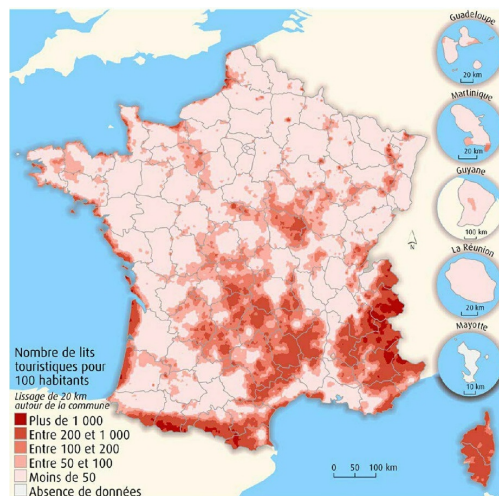 Guadeloupe
20 km
Martinique
20 km
Guyane
100 km
La Réunion
20 km
Mayotte
10 km
N
Nombre de lits
touristiques pour
100 habitants
Lissage de 20 km
autour de la commune
Plus de 1 000
Entre 200 et 1 000
Entre 100 et 200
Entre 50 et 100
Moins de 50
Absence de données
0 50 100 km